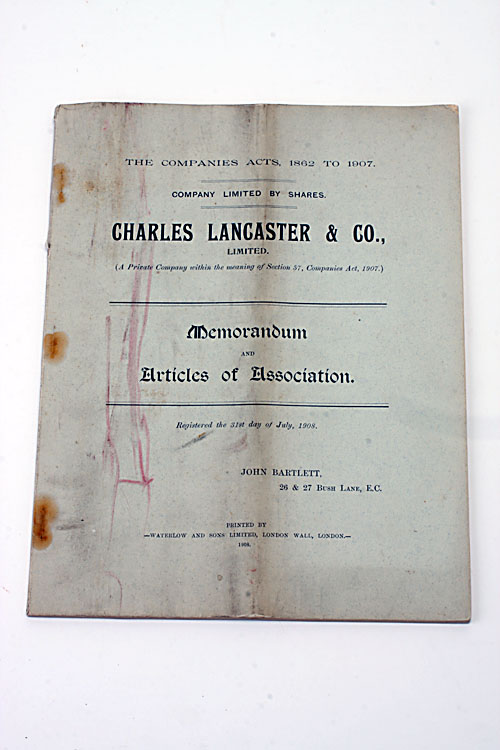 THE COMPANIES ACTS, 1862 TO 1907.
COMPANY LIMITED BY SHARES.
CHARLES LANCASTER & CO.,
LIMITED.
(A Private Company within the meaning of Section 37, Companies Act, 1907.)
Memorandum
AND
Articles of Association.
Registered the 31st day of July, 1908.
JOHN BARTLETT,
26 & 27 BUSH LANE, E.C.
PRINTED BY
—WATERLOW AND SONS LIMITED, LONDON WALL, LONDON.—
1908.